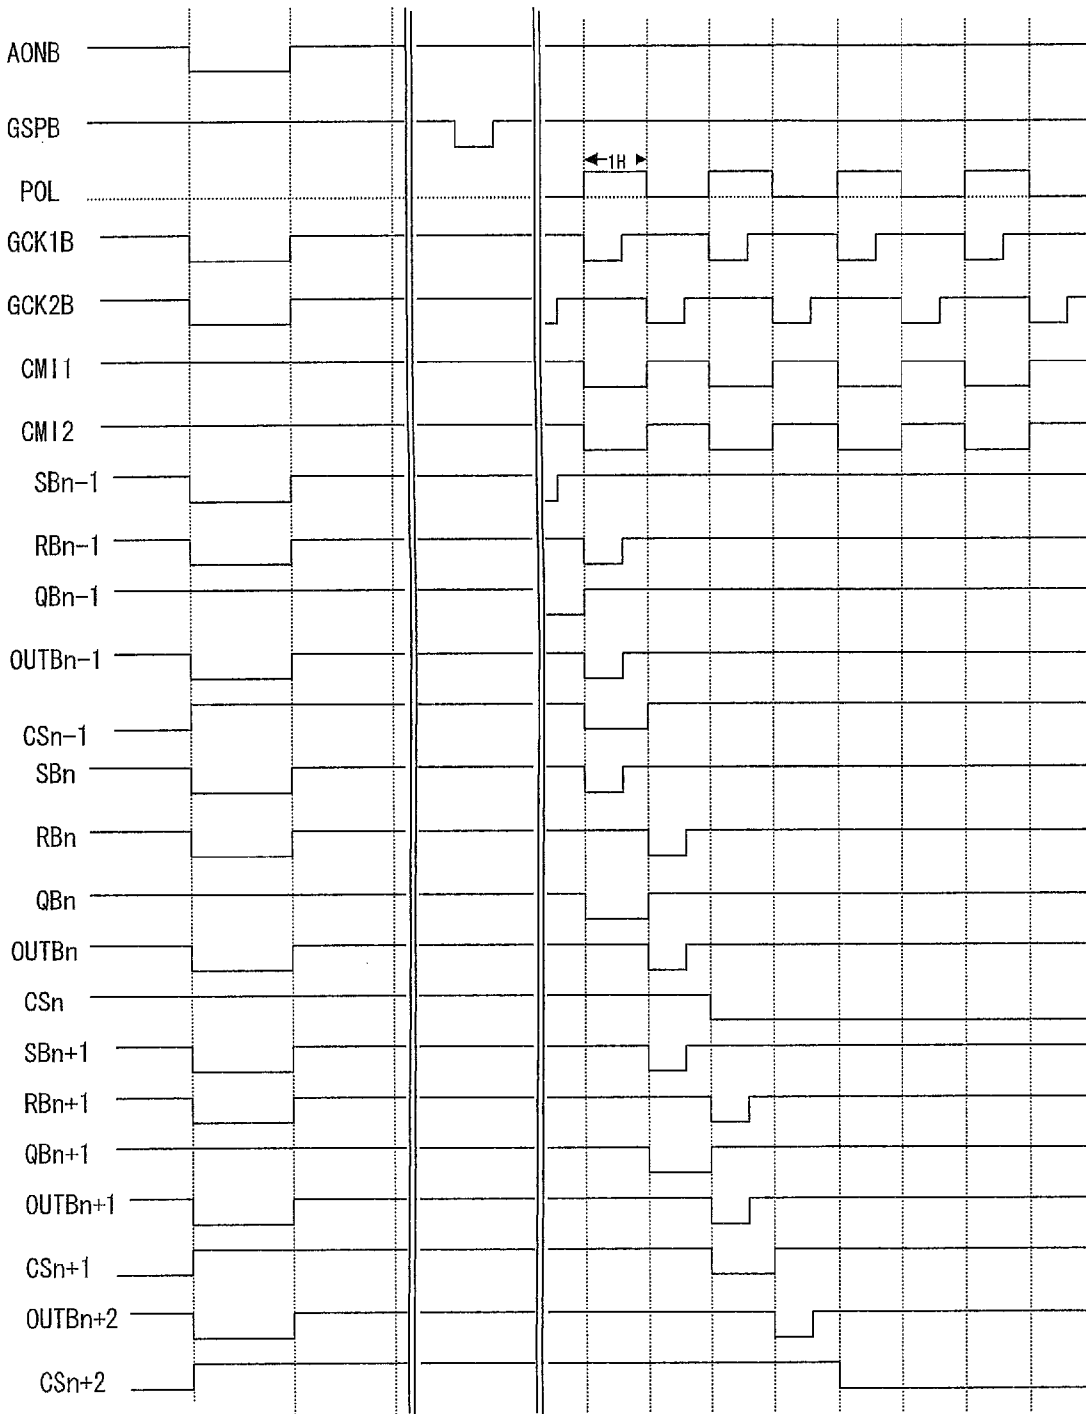 AONB
GSPB
1H
POL
GCK1B
GCK2B
CMI1
CMI2
SBn-1
RBn-1
QBn-1
OUTBn-1
CSn-1
SBn
RBn
QBn
OUTBn
CSn
SBn+1
RBn+1
QBn+1
OUTBn+1
CSn+1
OUTBn+2
CSn+2